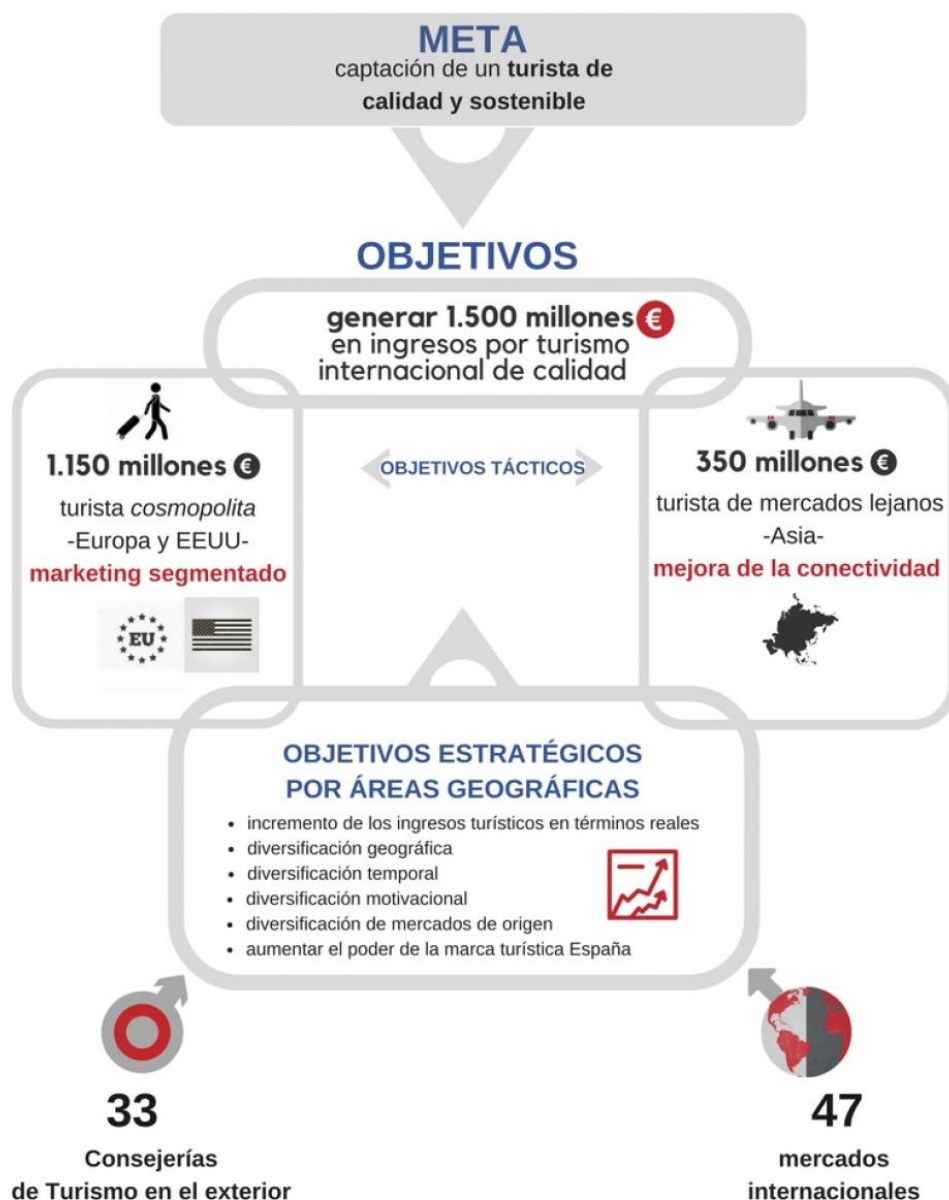 META
captación de un turista de
calidad y sostenible
OBJETIVOS
generar 1.500 millones €
en ingresos por turismo
internacional de calidad
1.150 millones €
turista cosmopolita
-Europa y EEUU-
marketing segmentado
EU
OBJETIVOS TÁCTICOS
350 millones €
turista de mercados lejanos
-Asia-
mejora de la conectividad
OBJETIVOS ESTRATÉGICOS
POR ÁREAS GEOGRÁFICAS
• incremento de los ingresos turísticos en términos reales
• diversificación geográfica
• diversificación temporal
• diversificación motivacional
• diversificación de mercados de origen
• aumentar el poder de la marca turística España
33
Consejerías
de Turismo en el exterior
47
mercados
internacionales